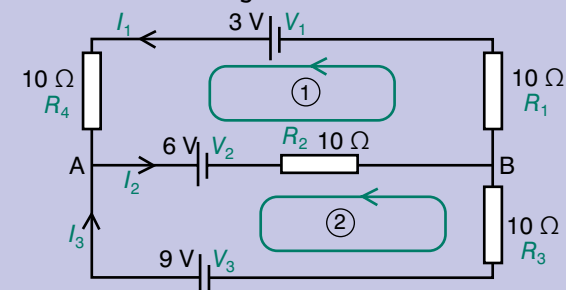 I₁ 3 V V₁
10 Ω R₄ 1 10 Ω R₁
A I₂ 6 V V₂ R₂ 10 Ω B
I₃ 2 10 Ω R₃
9 V V₃